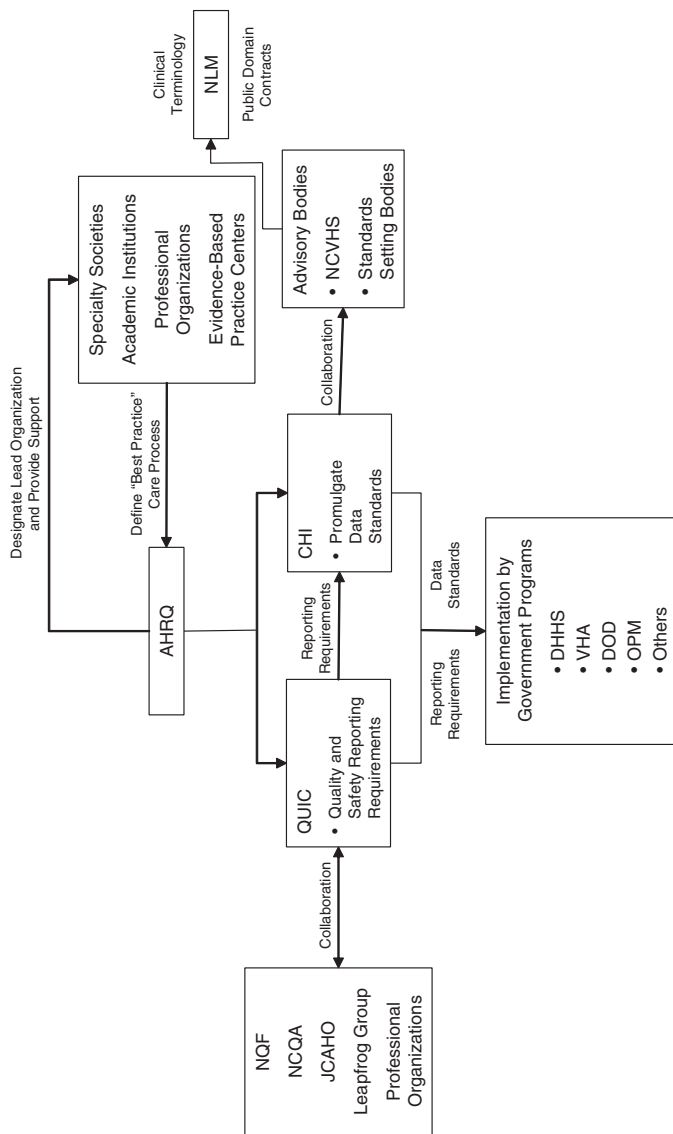 Designate Lead Organization
and Provide Support
AHRQ
Define “Best Practice”
Care Process
Specialty Societies
Academic Institutions
Professional
Organizations
Evidence-Based
Practice Centers
Clinical
Terminology
NLM
Public Domain
Contracts
NQF
NCQA
JCAHO
Leapfrog Group
Professional
Organizations
Collaboration
QUIC
• Quality and
Safety Reporting
Requirements
Reporting
Requirements
CHI
• Promulgate
Data
Standards
Collaboration
Advisory Bodies
• NCVHS
• Standards
Setting Bodies
Reporting
Requirements
Data
Standards
Implementation by
Government Programs
• DHHS
• VHA
• DOD
• OPM
• Others